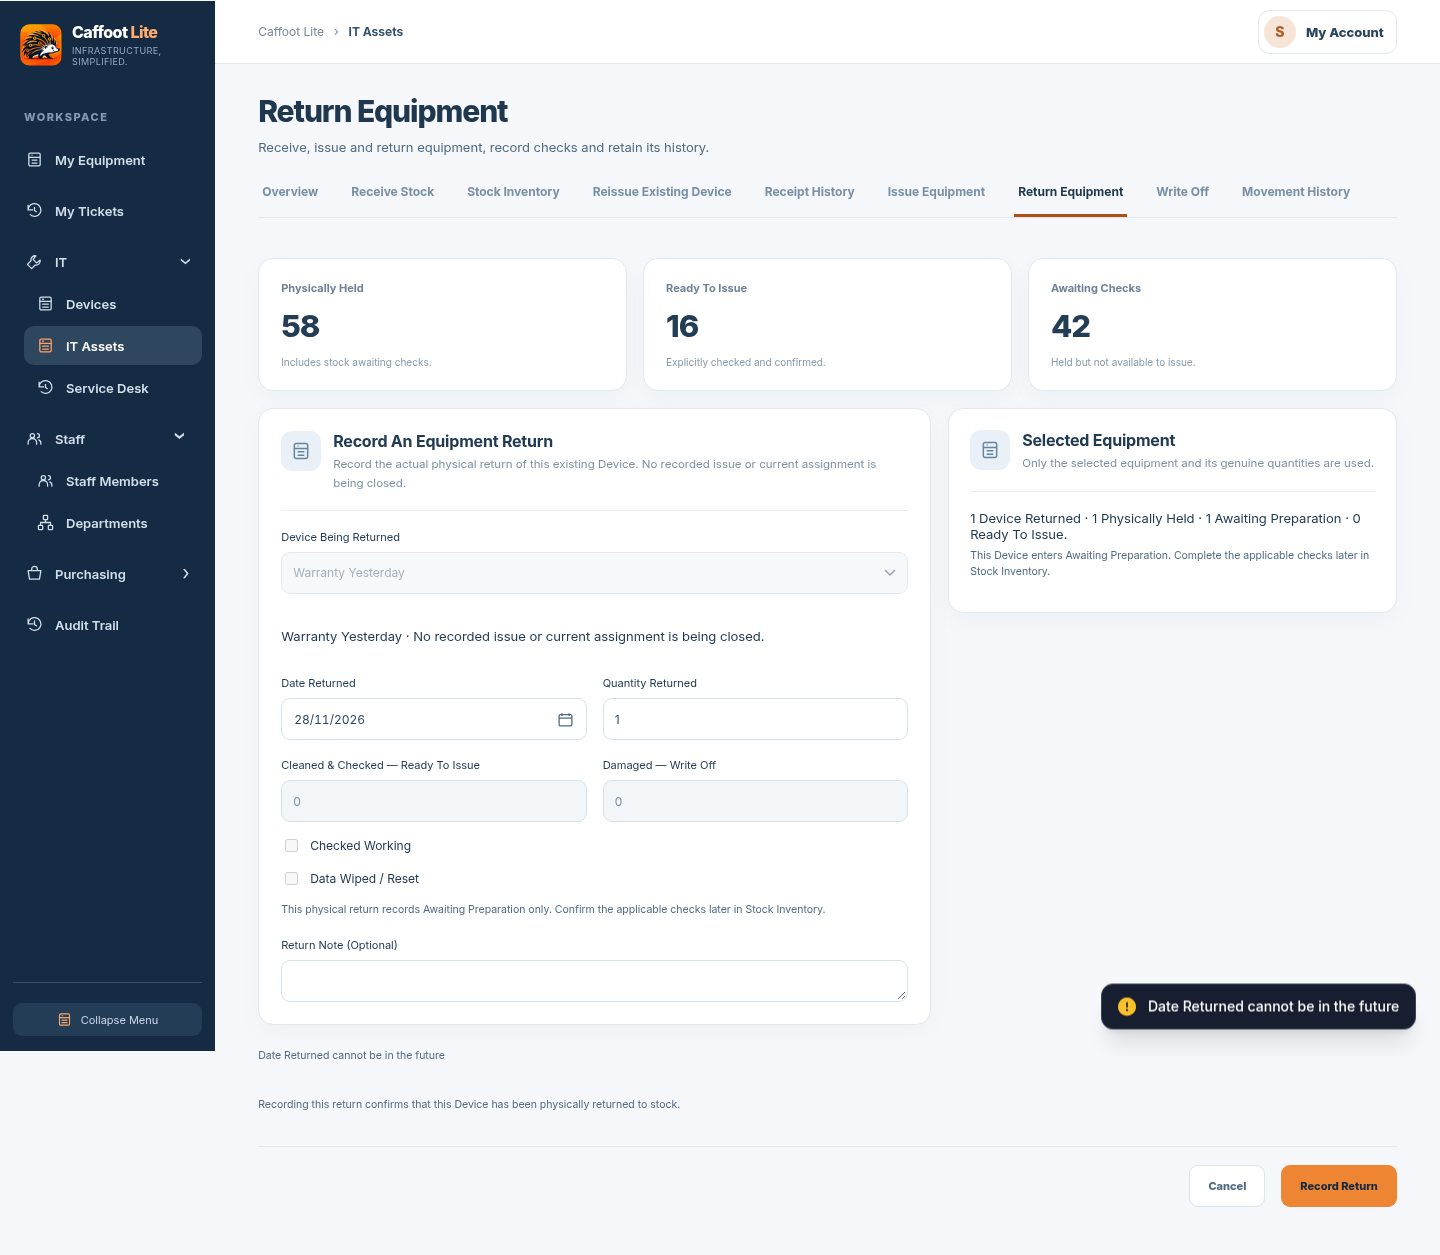 Caffoot Lite
INFRASTRUCTURE,
SIMPLIFIED.
WORKSPACE
My Equipment
My Tickets
IT
Devices
IT Assets
Service Desk
Staff
Staff Members
Departments
Purchasing
Audit Trail
Collapse Menu
Caffoot Lite › IT Assets
S My Account
Return Equipment
Receive, issue and return equipment, record checks and retain its history.
Overview Receive Stock Stock Inventory Reissue Existing Device Receipt History Issue Equipment Return Equipment Write Off Movement History
Physically Held
58
Includes stock awaiting checks.
Ready To Issue
16
Explicitly checked and confirmed.
Awaiting Checks
42
Held but not available to issue.
Record An Equipment Return
Record the actual physical return of this existing Device. No recorded issue or current assignment is
being closed.
Device Being Returned
Warranty Yesterday
Warranty Yesterday · No recorded issue or current assignment is being closed.
Date Returned
28/11/2026
Quantity Returned
1
Cleaned & Checked — Ready To Issue
0
Damaged — Write Off
0
Checked Working
Data Wiped / Reset
This physical return records Awaiting Preparation only. Confirm the applicable checks later in Stock Inventory.
Return Note (Optional)
Selected Equipment
Only the selected equipment and its genuine quantities are used.
1 Device Returned · 1 Physically Held · 1 Awaiting Preparation · 0
Ready To Issue.
This Device enters Awaiting Preparation. Complete the applicable checks later in
Stock Inventory.
Date Returned cannot be in the future
Date Returned cannot be in the future
Recording this return confirms that this Device has been physically returned to stock.
Cancel
Record Return